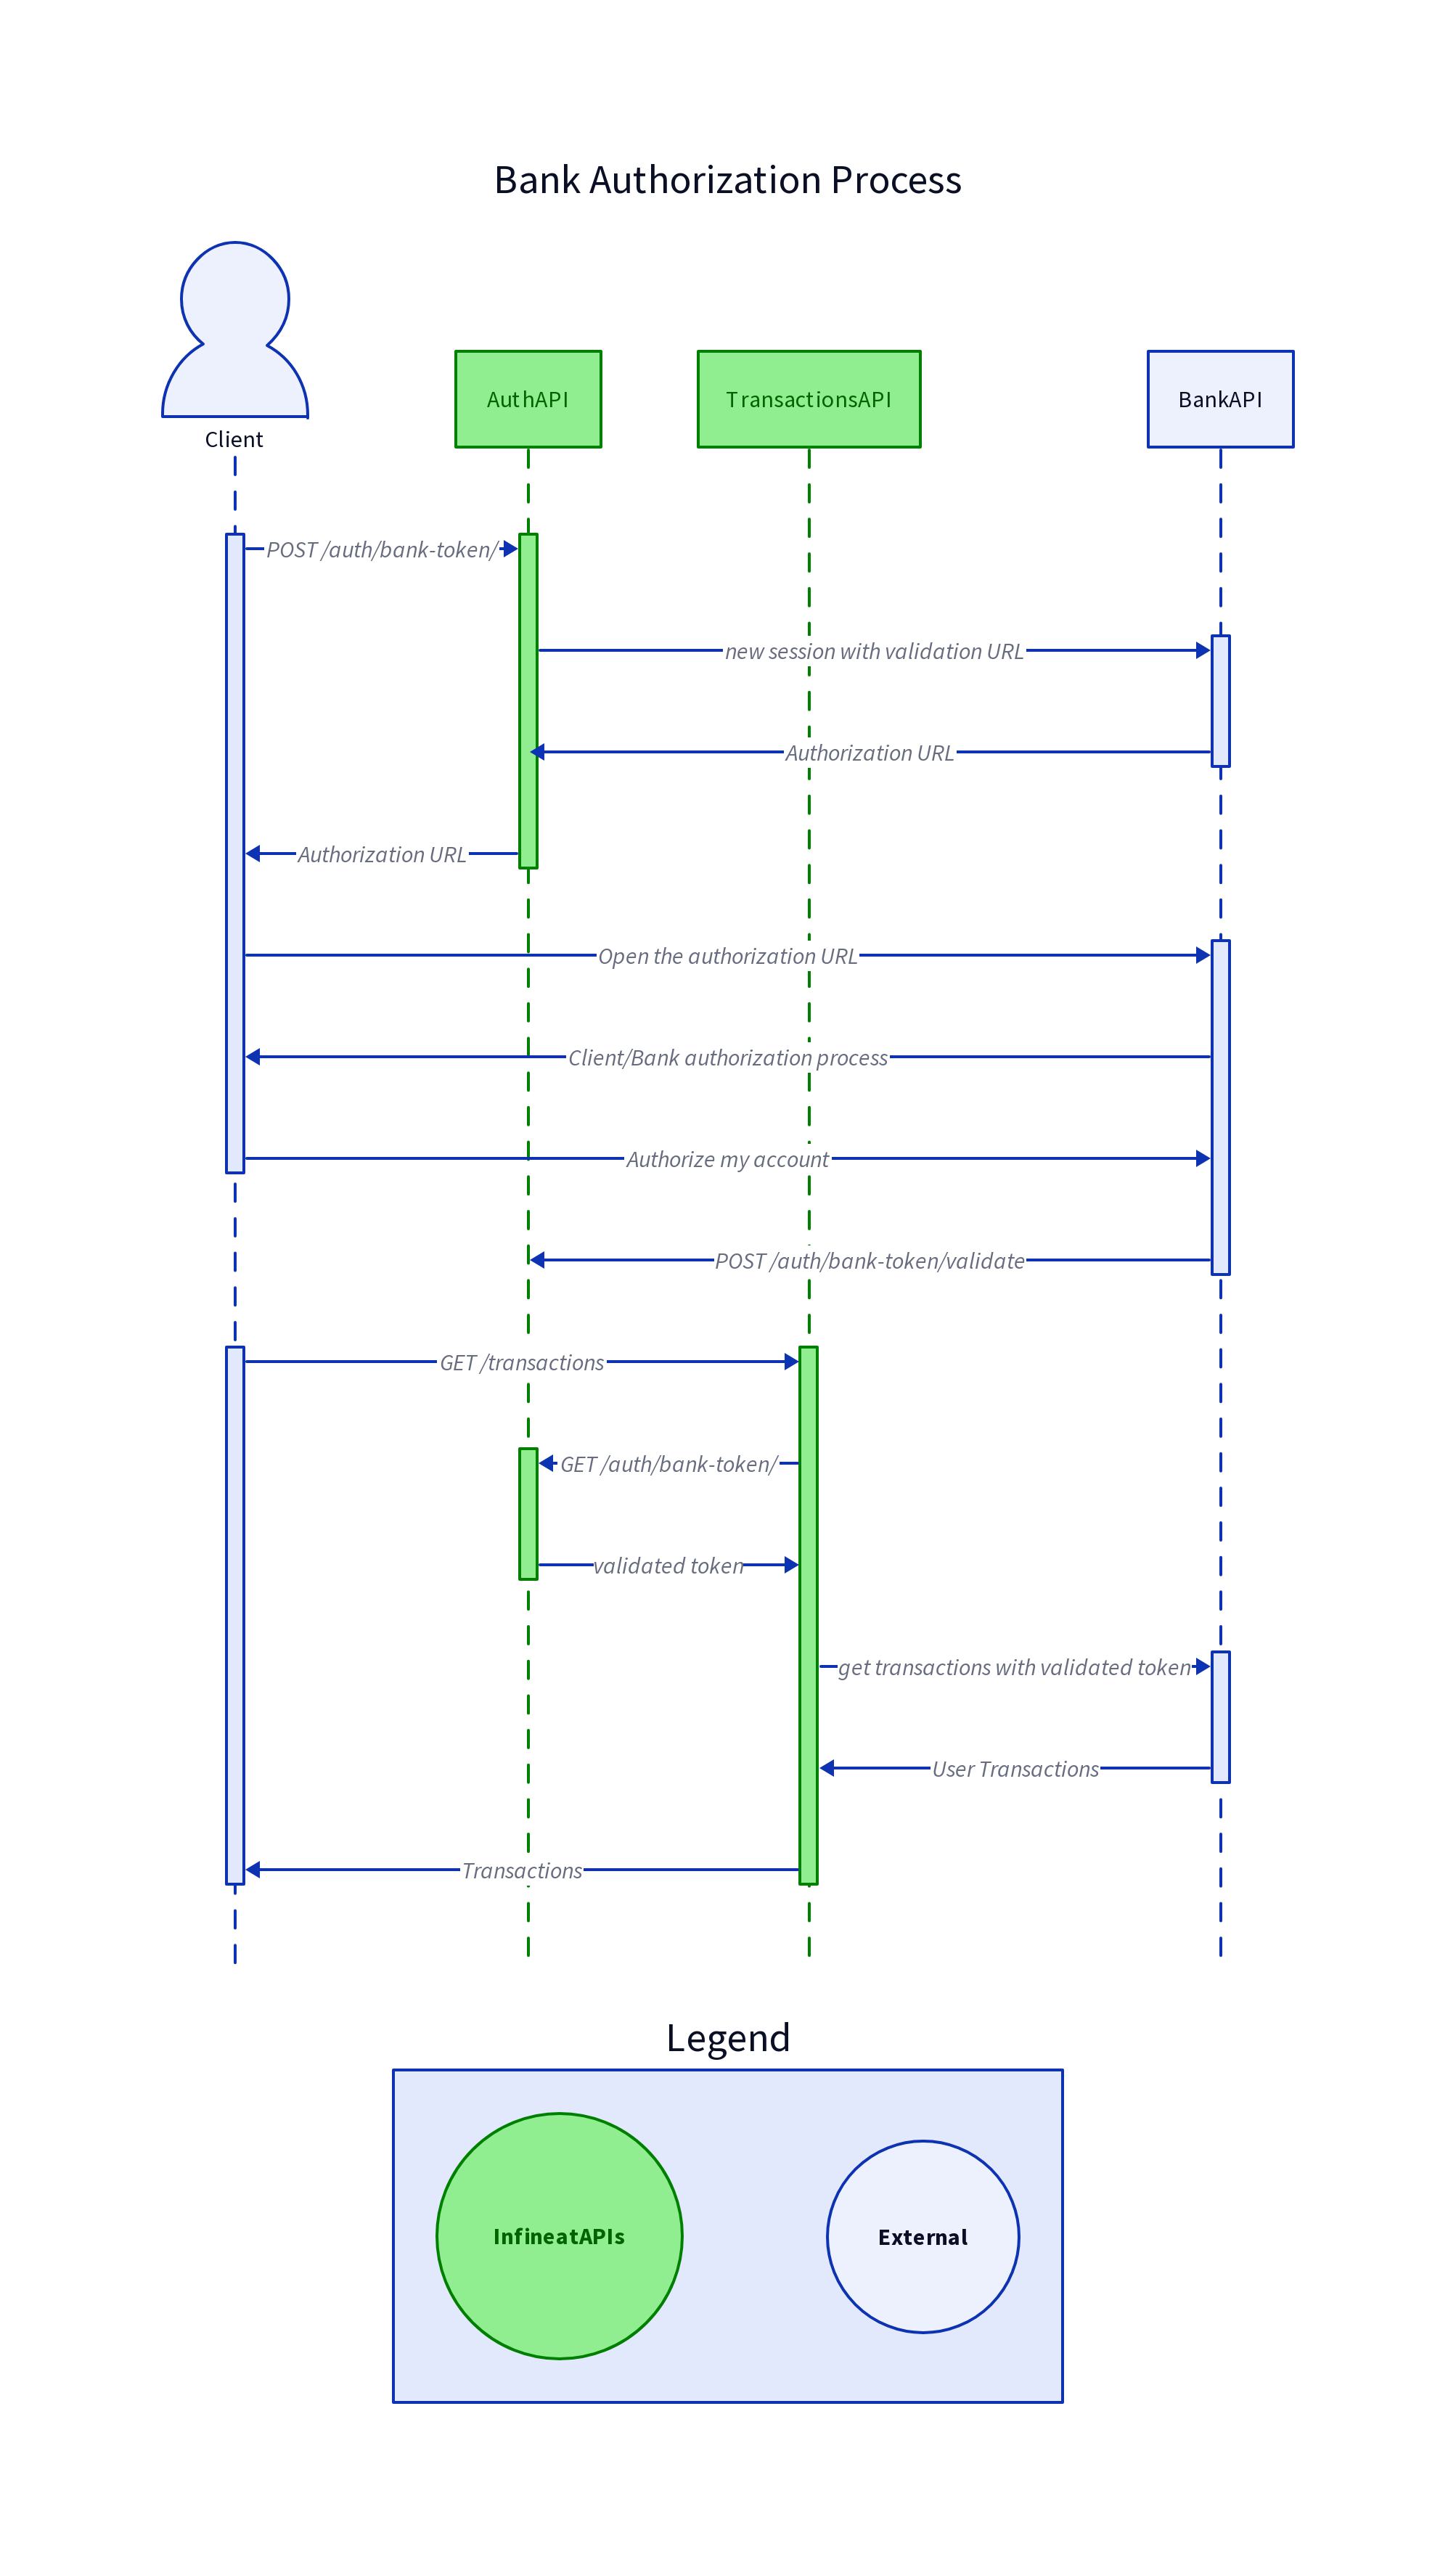 Bank Authorization Process
Client
AuthAPI
TransactionsAPI
BankAPI
POST /auth/bank-token/
new session with validation URL
Authorization URL
Authorization URL
Open the authorization URL
Client/Bank authorization process
Authorize my account
POST /auth/bank-token/validate
GET /transactions
GET /auth/bank-token/
validated token
get transactions with validated token
User Transactions
Transactions
Legend
InfineatAPIs
External